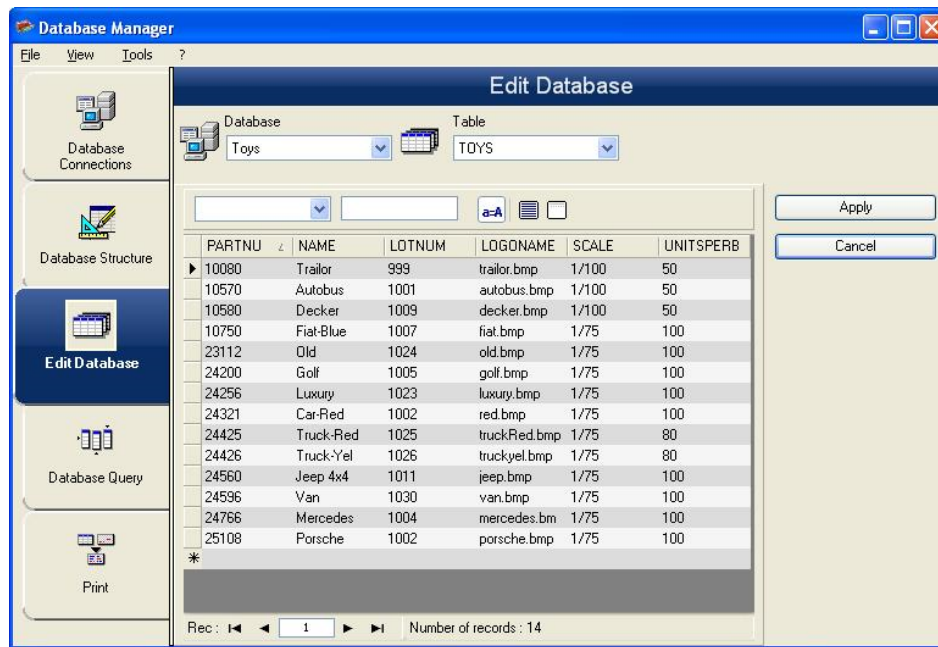 Database Manager
File View Tools ?
Edit Database
Database
Connections
Database Structure
Edit Database
Database Query
Print
Database
Toys
Table
TOYS
a=A
Apply
Cancel
PARTNU NAME LOTNUM LOGONAME SCALE UNITSPERB
10080 Trailor 999 trailor.bmp 1/100 50
10570 Autobus 1001 autobus.bmp 1/100 50
10580 Decker 1009 decker.bmp 1/100 50
10750 Fiat-Blue 1007 fiat.bmp 1/75 100
23112 Old 1024 old.bmp 1/75 100
24200 Golf 1005 golf.bmp 1/75 100
24256 Luxury 1023 luxury.bmp 1/75 100
24321 Car-Red 1002 red.bmp 1/75 100
24425 Truck-Red 1025 truckRed.bmp 1/75 80
24426 Truck-Yel 1026 truckyel.bmp 1/75 80
24560 Jeep 4x4 1011 jeep.bmp 1/75 100
24596 Van 1030 van.bmp 1/75 100
24766 Mercedes 1004 mercedes.bm 1/75 100
25108 Porsche 1002 porsche.bmp 1/75 100
Rec : 1 Number of records : 14